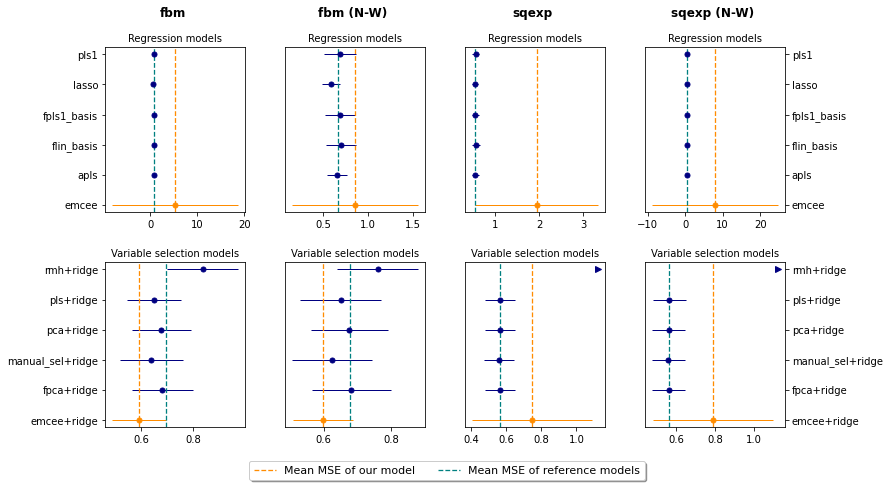 fbm fbm (N-W) sqexp sqexp (N-W)
Regression models Regression models Regression models Regression models
pls1 pls1
lasso lasso
fpls1_basis fpls1_basis
flin_basis flin_basis
apls apls
emcee emcee
0 10 20 0.5 1.0 1.5 1 2 3 −10 0 10 20
Variable selection models Variable selection models Variable selection models Variable selection models
rmh+ridge rmh+ridge
pls+ridge pls+ridge
pca+ridge pca+ridge
manual_sel+ridge manual_sel+ridge
fpca+ridge fpca+ridge
emcee+ridge emcee+ridge
0.6 0.8 0.6 0.8 0.4 0.6 0.8 1.0 0.6 0.8 1.0
Mean MSE of our model Mean MSE of reference models